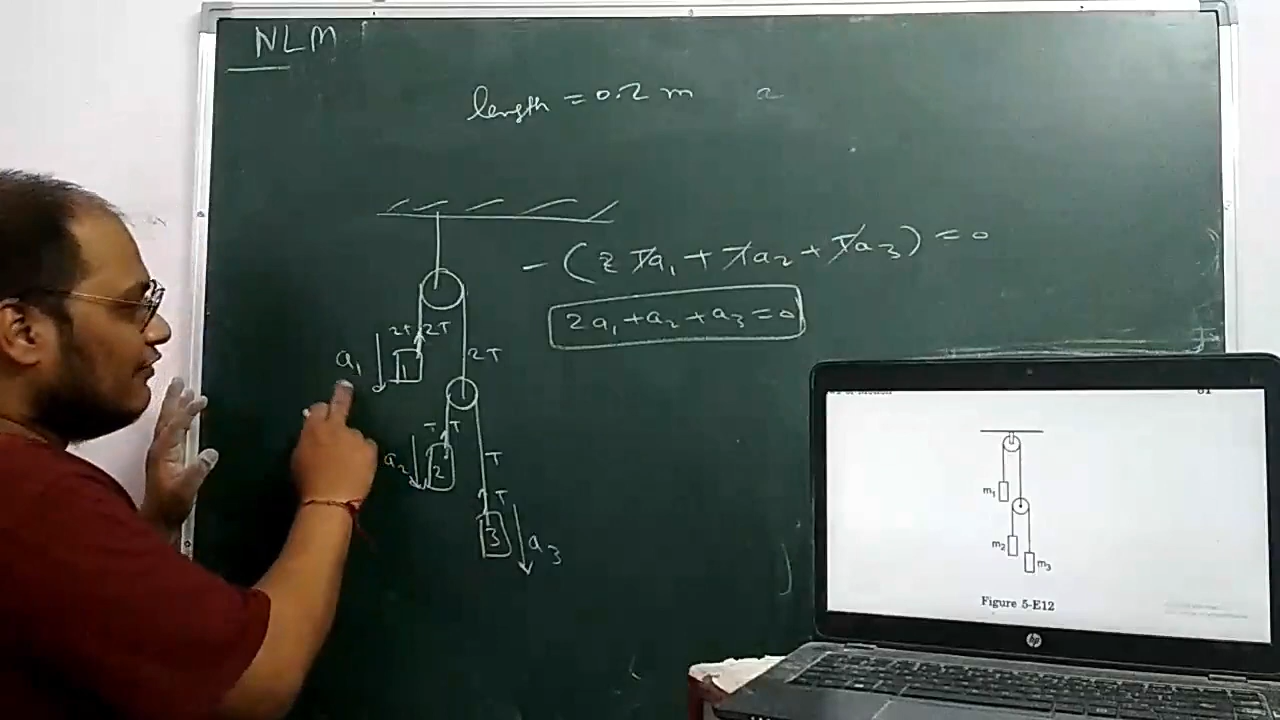 NLM
length = 0.2 m
- (2Ta₁ + Ta₂ + Ta₃) = 0
2a₁ + a₂ + a₃ = 0
2T 2T
a₁
1
2T
T T
a₂
2
T
T
3
a₃
m₁
m₂
m₃
Figure 5-E12
hp